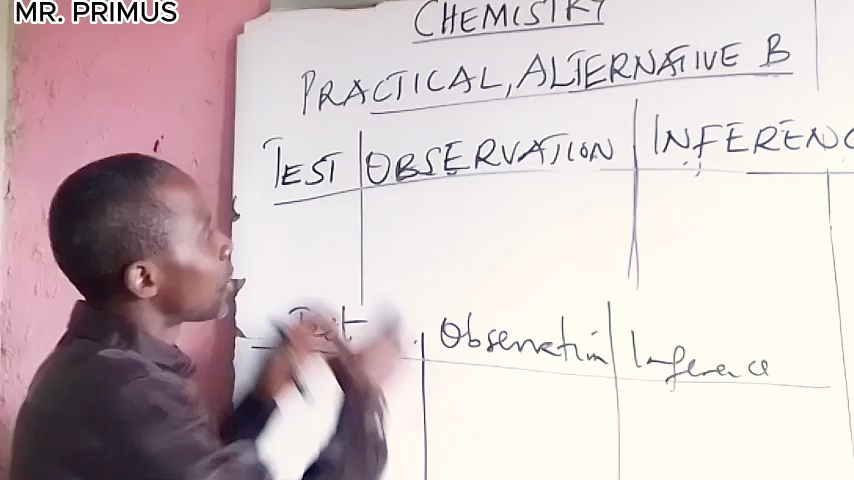 MR. PRIMUS
CHEMISTRY
PRACTICAL, ALTERNATIVE B
TEST OBSERVATION INFERENC
Test Observation Inference